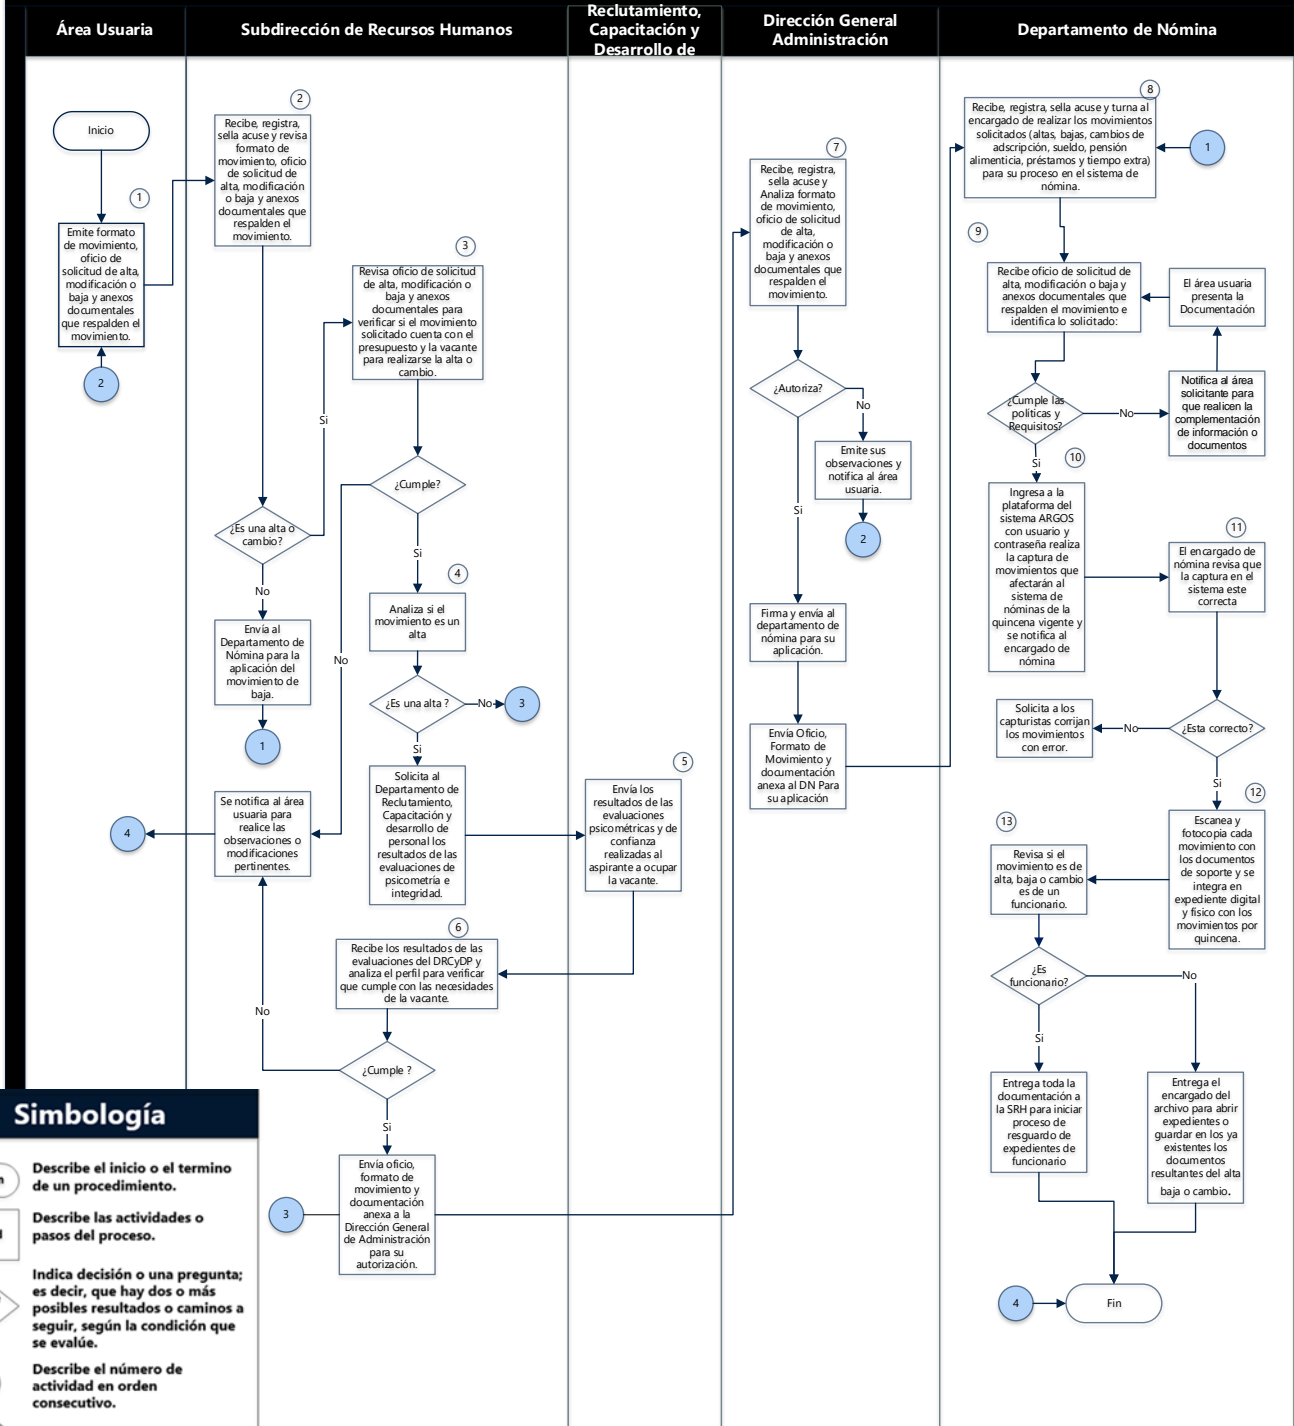 Área Usuaria
Subdirección de Recursos Humanos
Reclutamiento,
Capacitación y
Desarrollo de
Dirección General
Administración
Departamento de Nómina
Inicio
1
Emite formato
de movimiento,
oficio de
solicitud de alta,
modificación o
baja y anexos
documentales
que respalden el
movimiento.
2
2
Recibe, registra,
sella acuse y revisa
formato de
movimiento, oficio
de solicitud de
alta, modificación
o baja y anexos
documentales que
respalden el
movimiento.
¿Es una alta o
cambio?
Si
No
Envía al
Departamento de
Nómina para la
aplicación del
movimiento de
baja.
1
3
Revisa oficio de solicitud
de alta, modificación o
baja y anexos
documentales para
verificar si el movimiento
solicitado cuenta con el
presupuesto y la vacante
para realizarse la alta o
cambio.
¿Cumple?
No
Si
4
Analiza si el
movimiento es un
alta
¿Es una alta ?
No
3
Si
Solicita al
Departamento de
Reclutamiento,
Capacitación y
desarrollo de
personal los
resultados de las
evaluaciones de
psicometría e
integridad.
Se notifica al área
usuaria para
realice las
observaciones o
modificaciones
pertinentes.
4
5
Envía los
resultados de las
evaluaciones
psicométricas y de
confianza
realizadas al
aspirante a ocupar
la vacante.
6
Recibe los resultados de las
evaluaciones del DRCyDP y
analiza el perfil para verificar
que cumple con las necesidades
de la vacante.
¿Cumple ?
No
Si
Envía oficio,
formato de
movimiento y
documentación
anexa a la
Dirección General
de Administración
para su
autorización.
3
7
Recibe, registra,
sella acuse y
Analiza formato
de movimiento,
oficio de solicitud
de alta,
modificación o
baja y anexos
documentales que
respalden el
movimiento.
¿Autoriza?
No
Emite sus
observaciones y
notifica al área
usuaria.
2
Si
Firma y envía al
departamento de
nómina para su
aplicación.
Envía Oficio,
Formato de
Movimiento y
documentación
anexa al DN Para
su aplicación
8
Recibe, registra, sella acuse y turna al
encargado de realizar los movimientos
solicitados (altas, bajas, cambios de
adscripción, sueldo, pensión
alimenticia, préstamos y tiempo extra)
para su proceso en el sistema de
nómina.
1
9
Recibe oficio de solicitud de
alta, modificación o baja y
anexos documentales que
respalden el movimiento e
identifica lo solicitado:
El área usuaria
presenta la
Documentación
¿Cumple las
políticas y
Requisitos?
No
Notifica al área
solicitante para
que realicen la
complementación
de información o
documentos
Si
10
Ingresa a la
plataforma del
sistema ARGOS
con usuario y
contraseña realiza
la captura de
movimientos que
afectarán al
sistema de
nóminas de la
quincena vigente y
se notifica al
encargado de
nómina
11
El encargado de
nómina revisa que
la captura en el
sistema este
correcta
¿Esta correcto?
No
Solicita a los
capturistas corrijan
los movimientos
con error.
Si
12
Escanea y
fotocopia cada
movimiento con
los documentos
de soporte y se
integra en
expediente digital
y físico con los
movimientos por
quincena.
13
Revisa si el
movimiento es de
alta, baja o cambio
es de un
funcionario.
¿Es
funcionario?
No
Si
Entrega toda la
documentación a
la SRH para iniciar
proceso de
resguardo de
expedientes de
funcionario
Entrega el
encargado del
archivo para abrir
expedientes o
guardar en los ya
existentes los
documentos
resultantes del alta
baja o cambio.
4
Fin
Simbología
Describe el inicio o el termino
de un procedimiento.
Describe las actividades o
pasos del proceso.
Indica decisión o una pregunta;
es decir, que hay dos o más
posibles resultados o caminos a
seguir, según la condición que
se evalúe.
Describe el número de
actividad en orden
consecutivo.